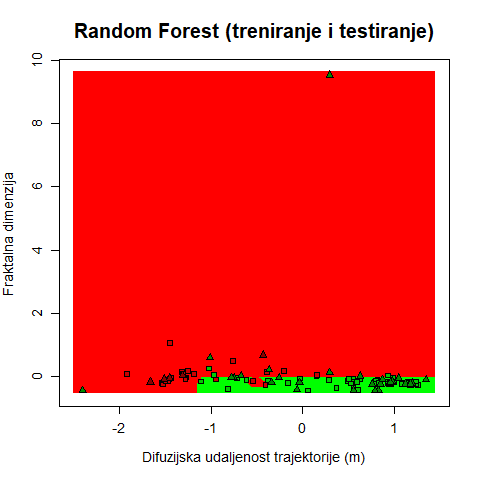 Random Forest (treniranje i testiranje)
Fraktalna dimenzija
10
8
6
4
2
0
-2 -1 0 1
Difuzijska udaljenost trajektorije (m)